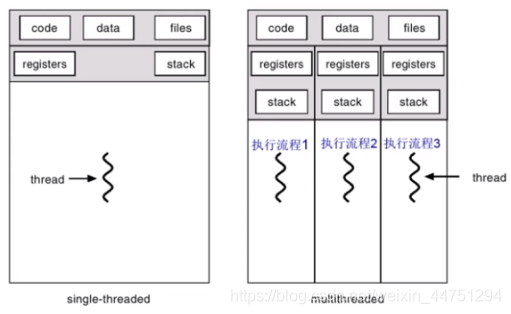 code data files
registers stack
thread
single-threaded
code data files
registers registers registers
stack stack stack
执行流程1 执行流程2 执行流程3
thread
multithreaded
https://blog.csdn.net/weixin_44751294